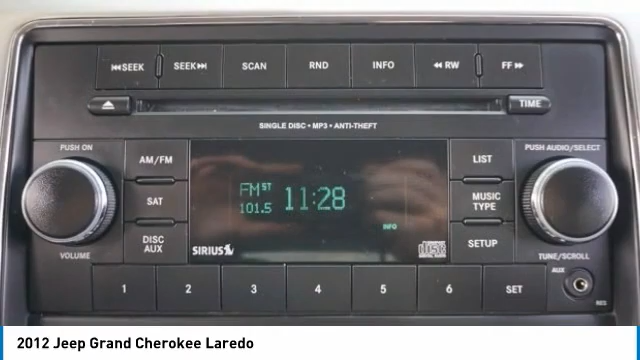 SEEK SEEK SCAN RND INFO RW FF
TIME
SINGLE DISC • MP3 • ANTI-THEFT
PUSH ON AM/FM LIST PUSH AUDIO/SELECT
FM ST 11:28
101.5
SAT MUSIC TYPE
INFO
DISC AUX SIRIUS SETUP
VOLUME TUNE/SCROLL
1 2 3 4 5 6 SET AUX
2012 Jeep Grand Cherokee Laredo